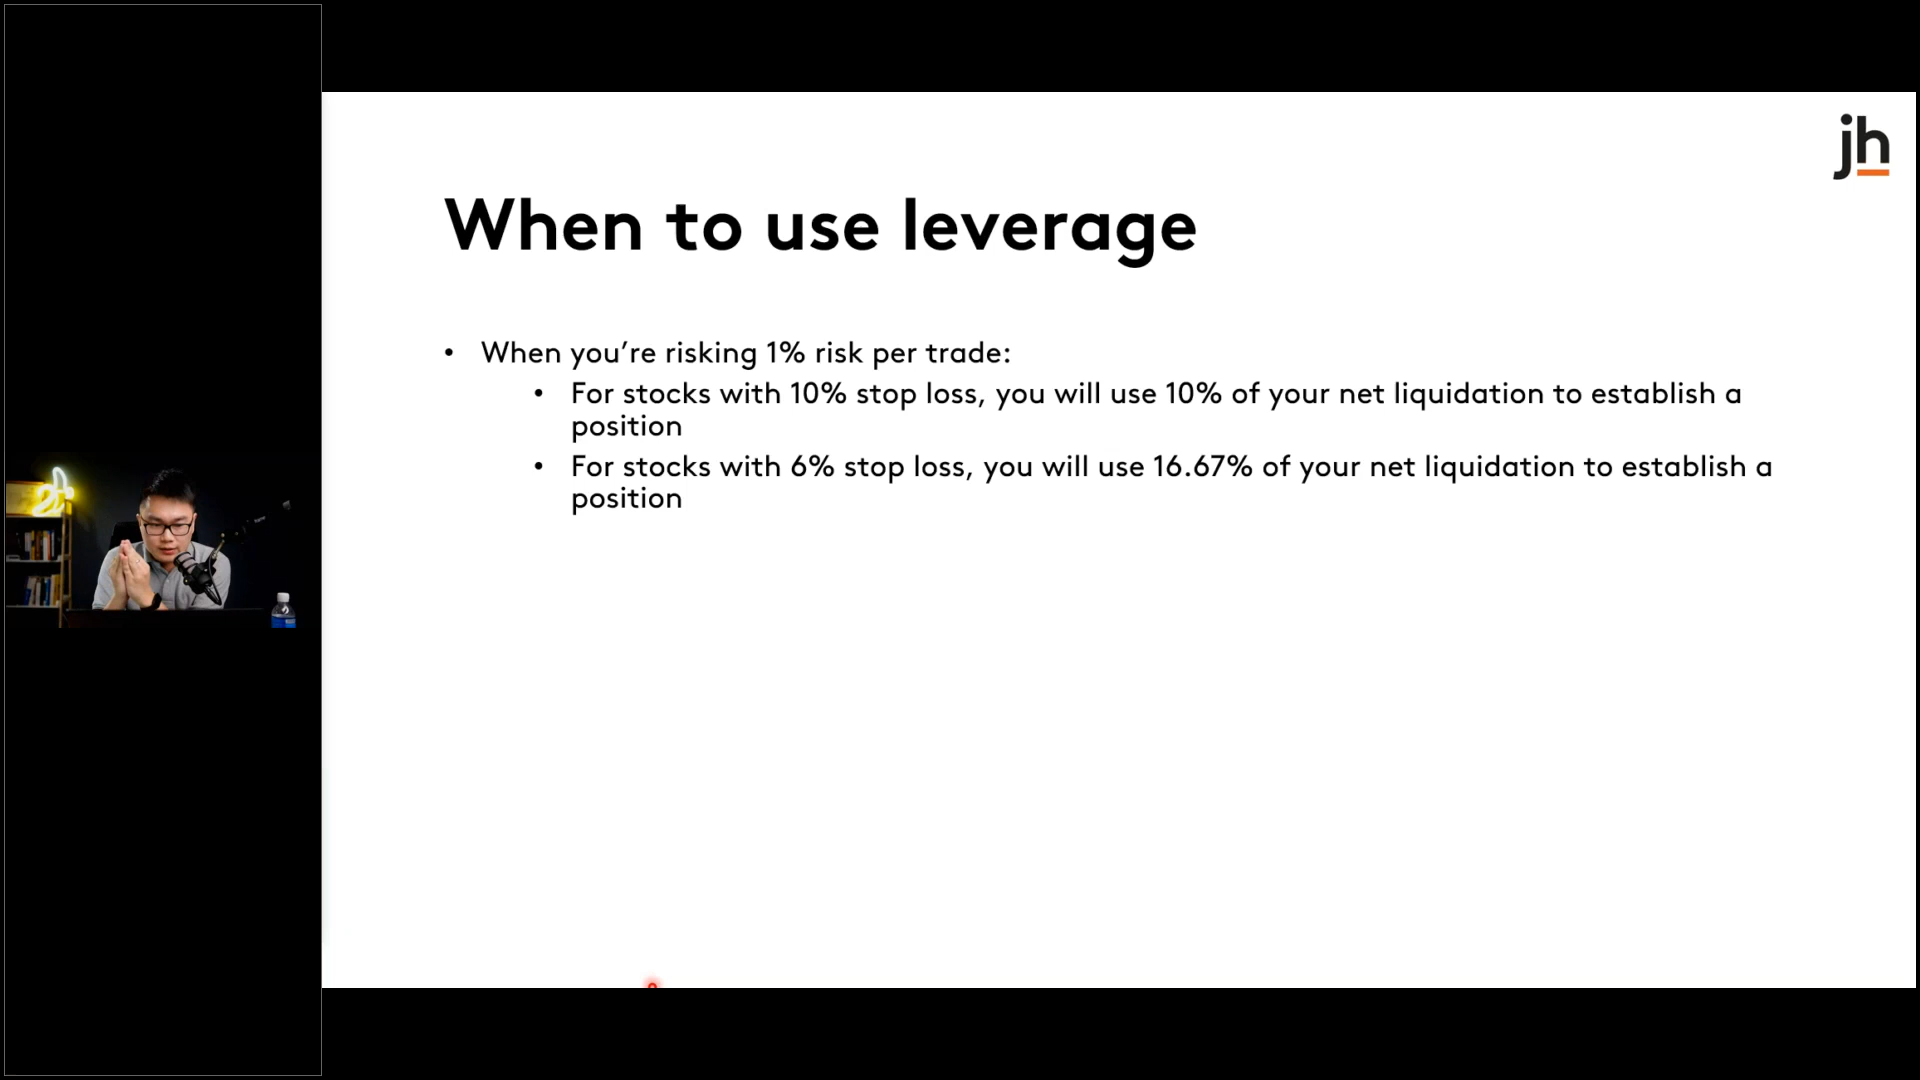 jh
When to use leverage
• When you're risking 1% risk per trade:
• For stocks with 10% stop loss, you will use 10% of your net liquidation to establish a
position
• For stocks with 6% stop loss, you will use 16.67% of your net liquidation to establish a
position